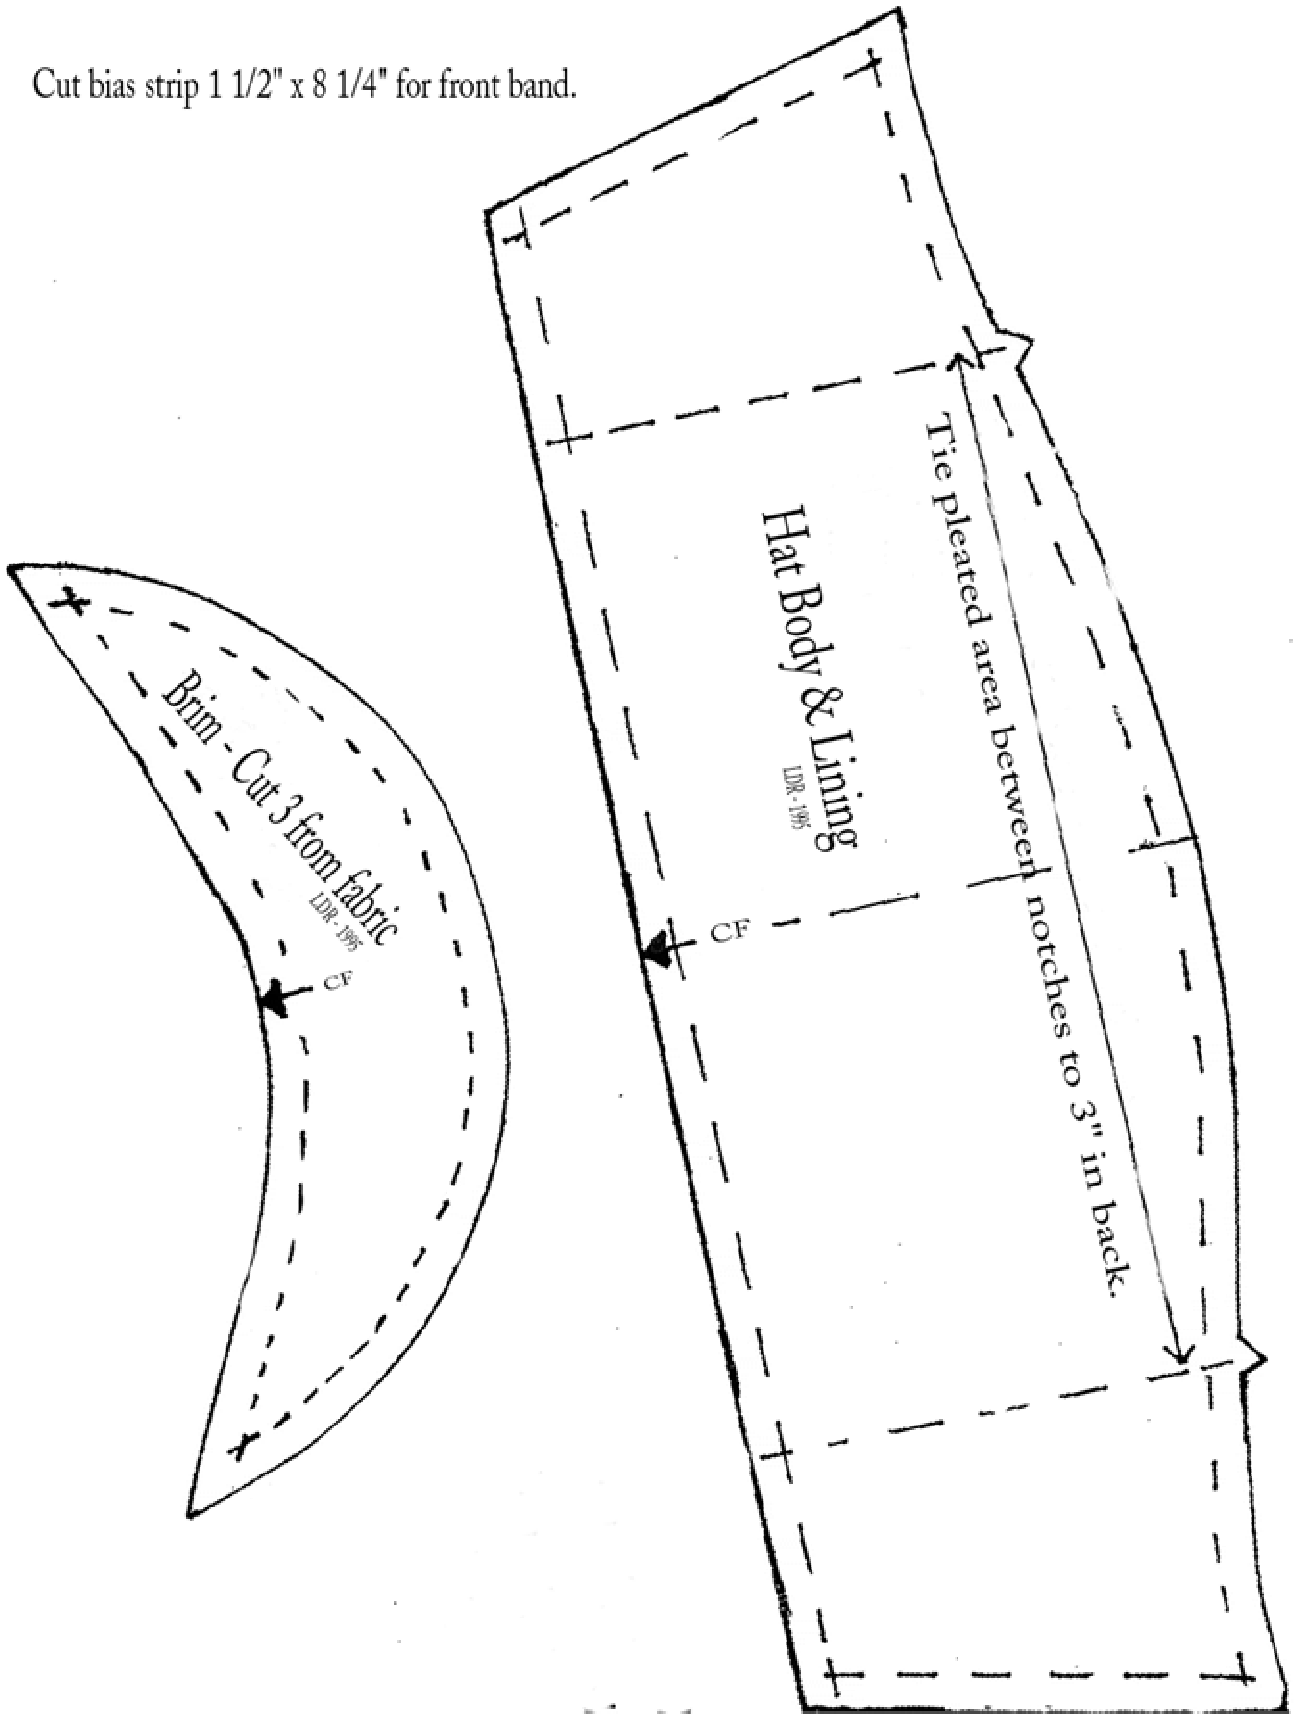 Cut bias strip 1 1/2" x 8 1/4" for front band.
Tie pleated area between notches to 3" in back.
Hat Body & Lining
LDR - 1995
CF
Brim - Cut 3 from fabric
LDR - 1995
CF